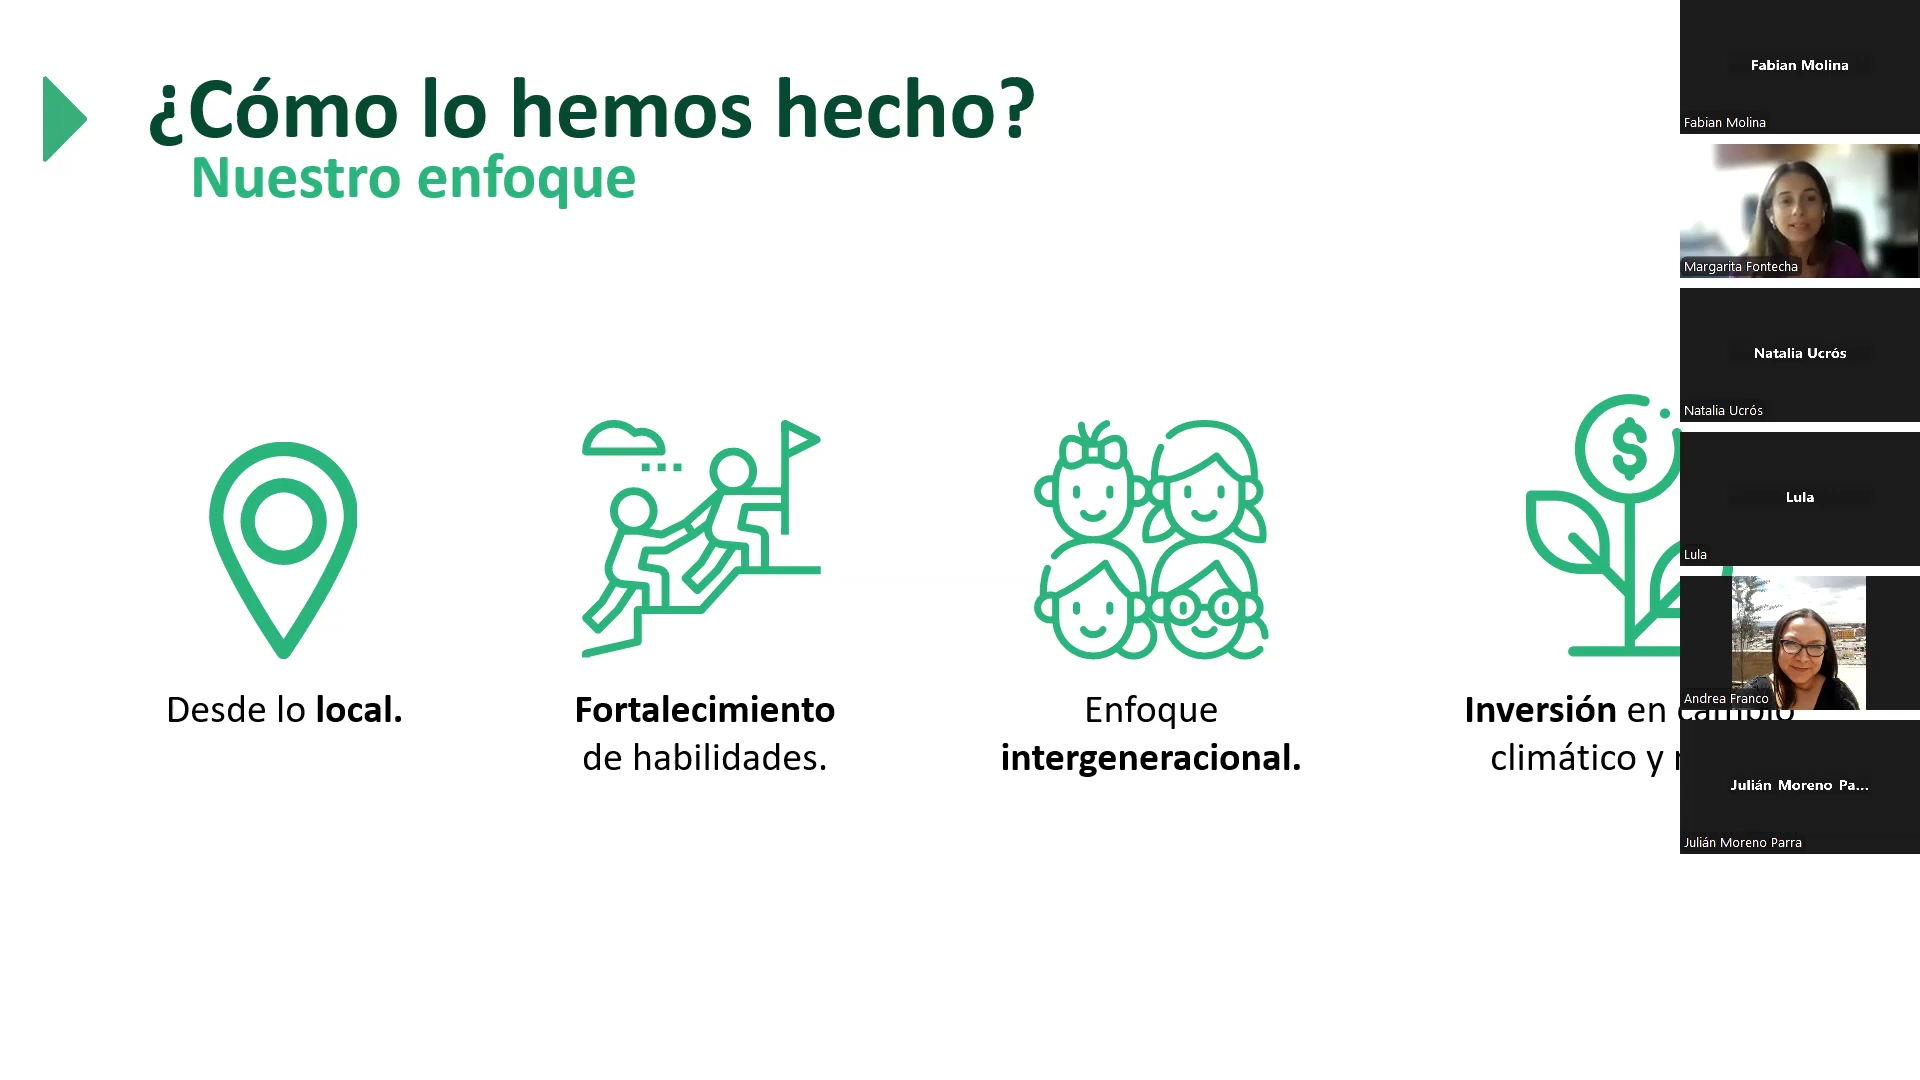 ¿Cómo lo hemos hecho?
Nuestro enfoque
Desde lo local.
Fortalecimiento
de habilidades.
Enfoque
intergeneracional.
Inversión en cambio
climático y
Fabian Molina
Fabian Molina
Margarita Fontecha
Natalia Ucrós
Natalia Ucrós
Lula
Lula
Andrea Franco
Julián Moreno Pa...
Julián Moreno Parra